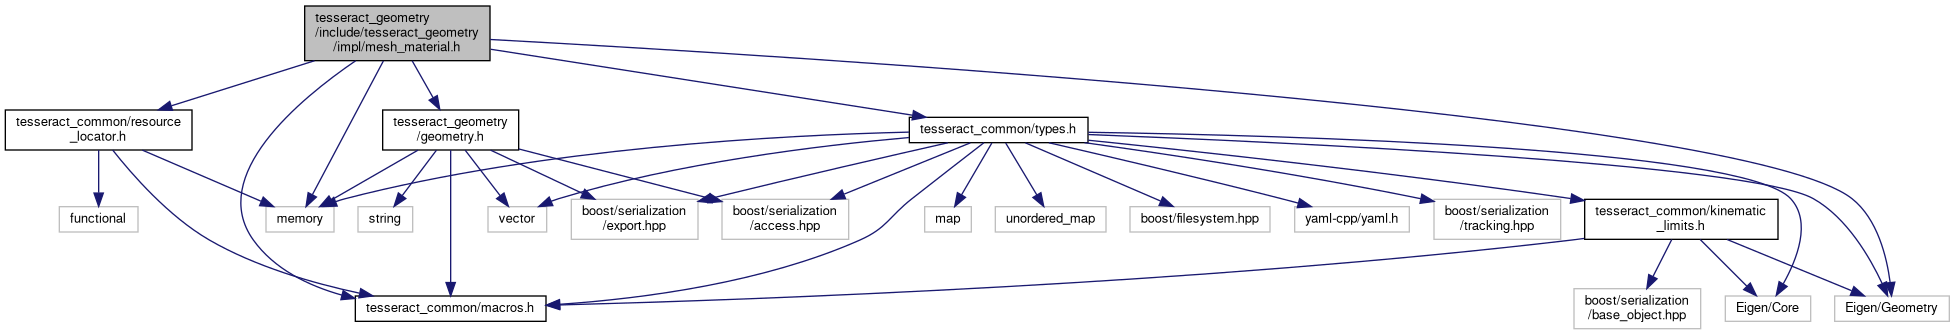 tesseract_geometry
/include/tesseract_geometry
/impl/mesh_material.h
tesseract_common/resource
_locator.h
tesseract_geometry
/geometry.h
tesseract_common/types.h
functional
memory
string
vector
boost/serialization
/export.hpp
boost/serialization
/access.hpp
map
unordered_map
boost/filesystem.hpp
yaml-cpp/yaml.h
boost/serialization
/tracking.hpp
tesseract_common/kinematic
_limits.h
tesseract_common/macros.h
boost/serialization
/base_object.hpp
Eigen/Core
Eigen/Geometry